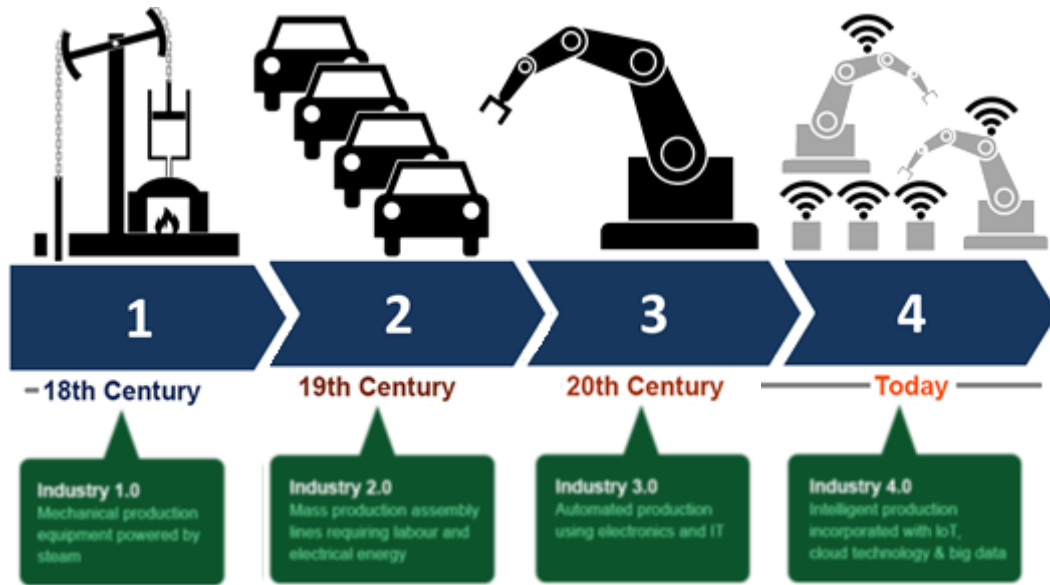 1
2
3
4
18th Century
19th Century
20th Century
Today
Industry 1.0
Mechanical production
equipment powered by
steam
Industry 2.0
Mass production assembly
lines requiring labour and
electrical energy
Industry 3.0
Automated production
using electronics and IT
Industry 4.0
Intelligent production
incorporated with IoT,
cloud technology & big data